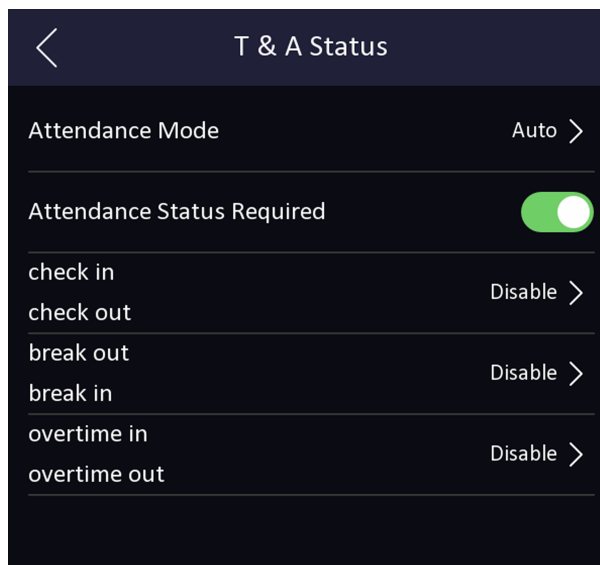 T & A Status
Attendance Mode Auto
Attendance Status Required
check in
check out
Disable
break out
break in
Disable
overtime in
overtime out
Disable